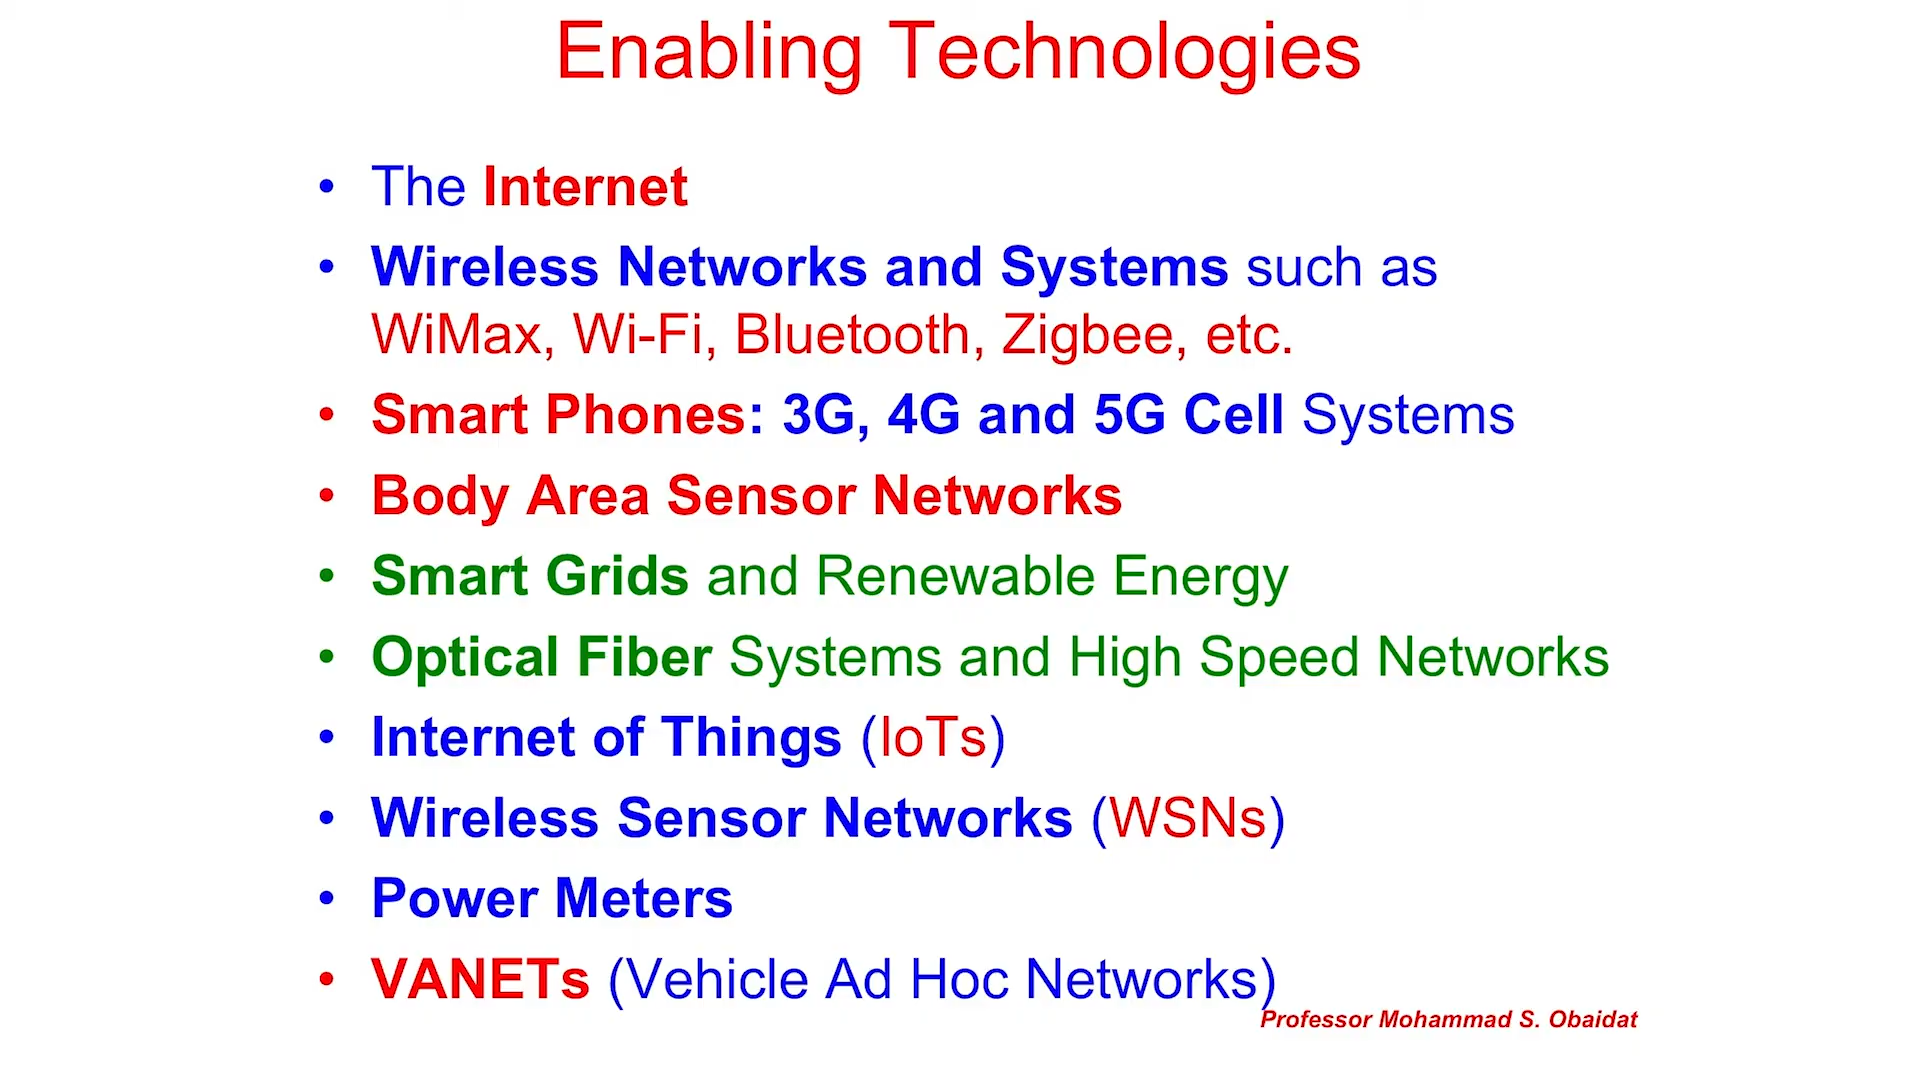 Enabling Technologies
• The Internet
• Wireless Networks and Systems such as
WiMax, Wi-Fi, Bluetooth, Zigbee, etc.
• Smart Phones: 3G, 4G and 5G Cell Systems
• Body Area Sensor Networks
• Smart Grids and Renewable Energy
• Optical Fiber Systems and High Speed Networks
• Internet of Things (IoTs)
• Wireless Sensor Networks (WSNs)
• Power Meters
• VANETs (Vehicle Ad Hoc Networks)
Professor Mohammad S. Obaidat